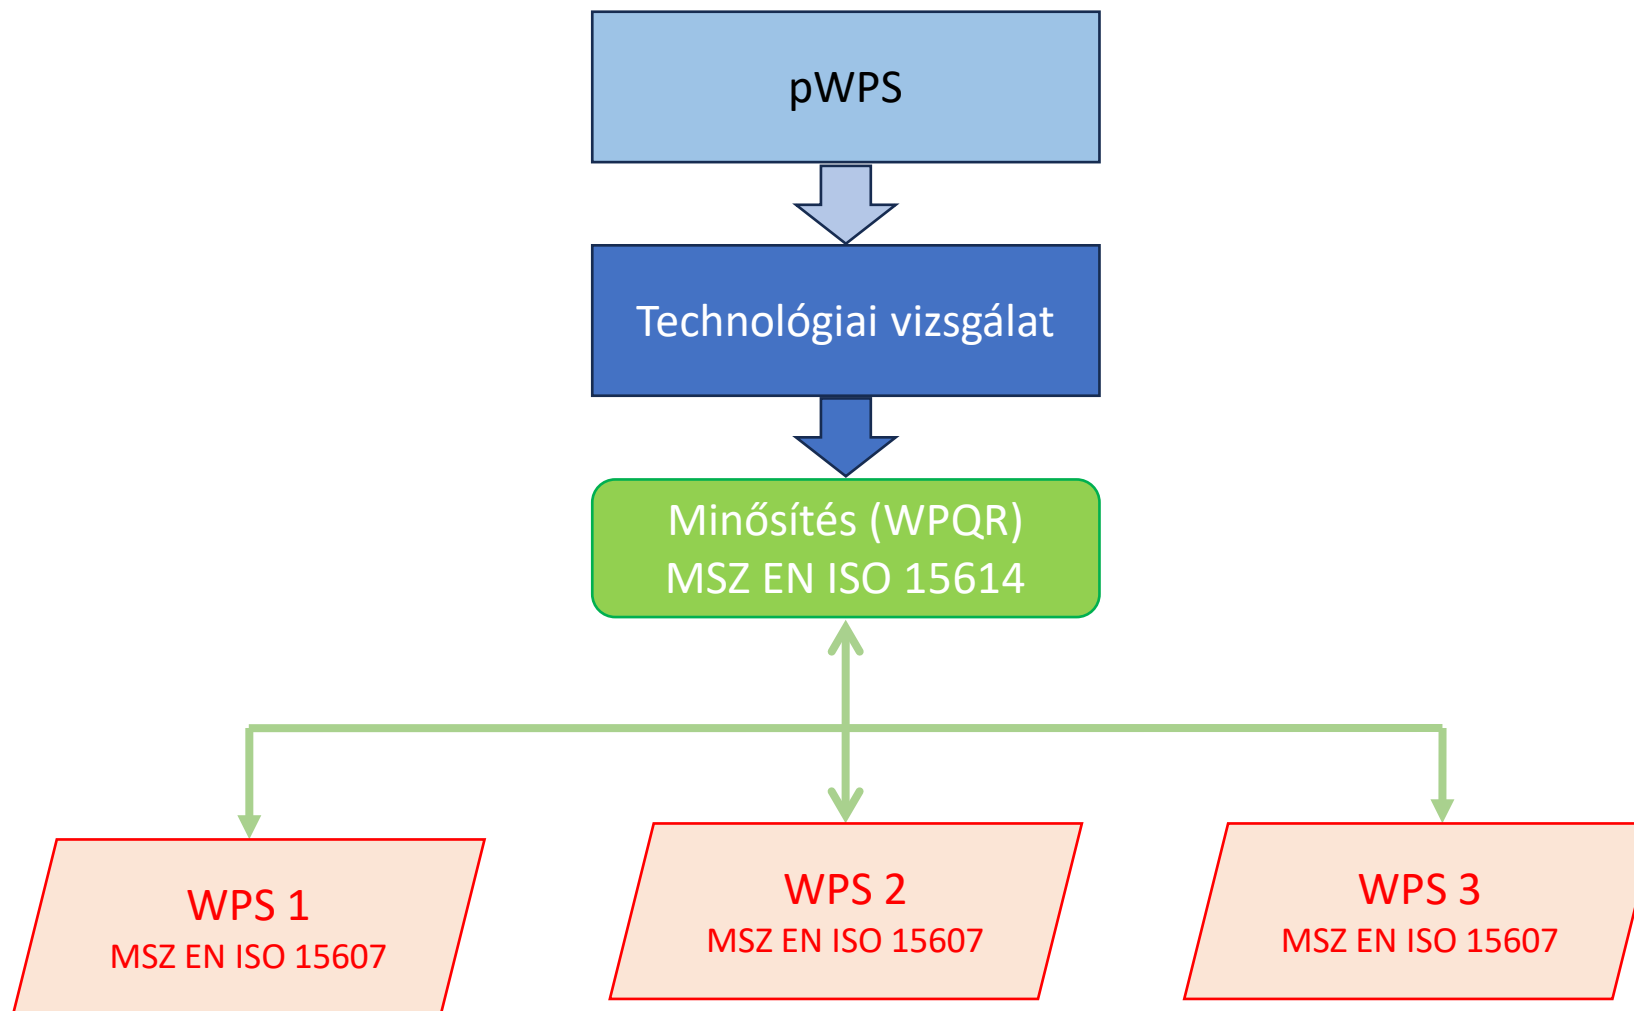 pWPS
Technológiai vizsgálat
Minősítés (WPQR)
MSZ EN ISO 15614
WPS 1
MSZ EN ISO 15607
WPS 2
MSZ EN ISO 15607
WPS 3
MSZ EN ISO 15607